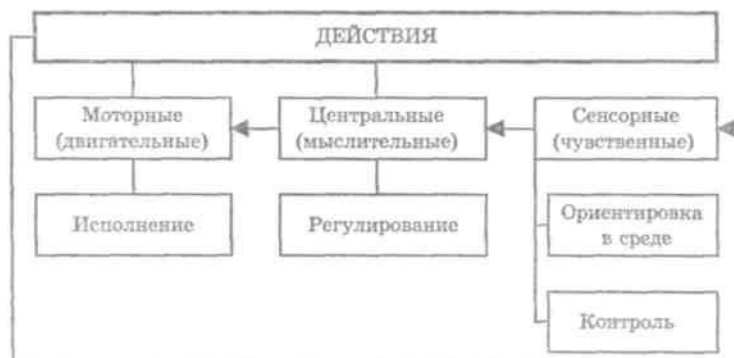 ДЕЙСТВИЯ
Моторные
(двигательные)
Центральные
(мыслительные)
Сенсорные
(чувственные)
Исполнение
Регулирование
Ориентировка
в среде
Контроль